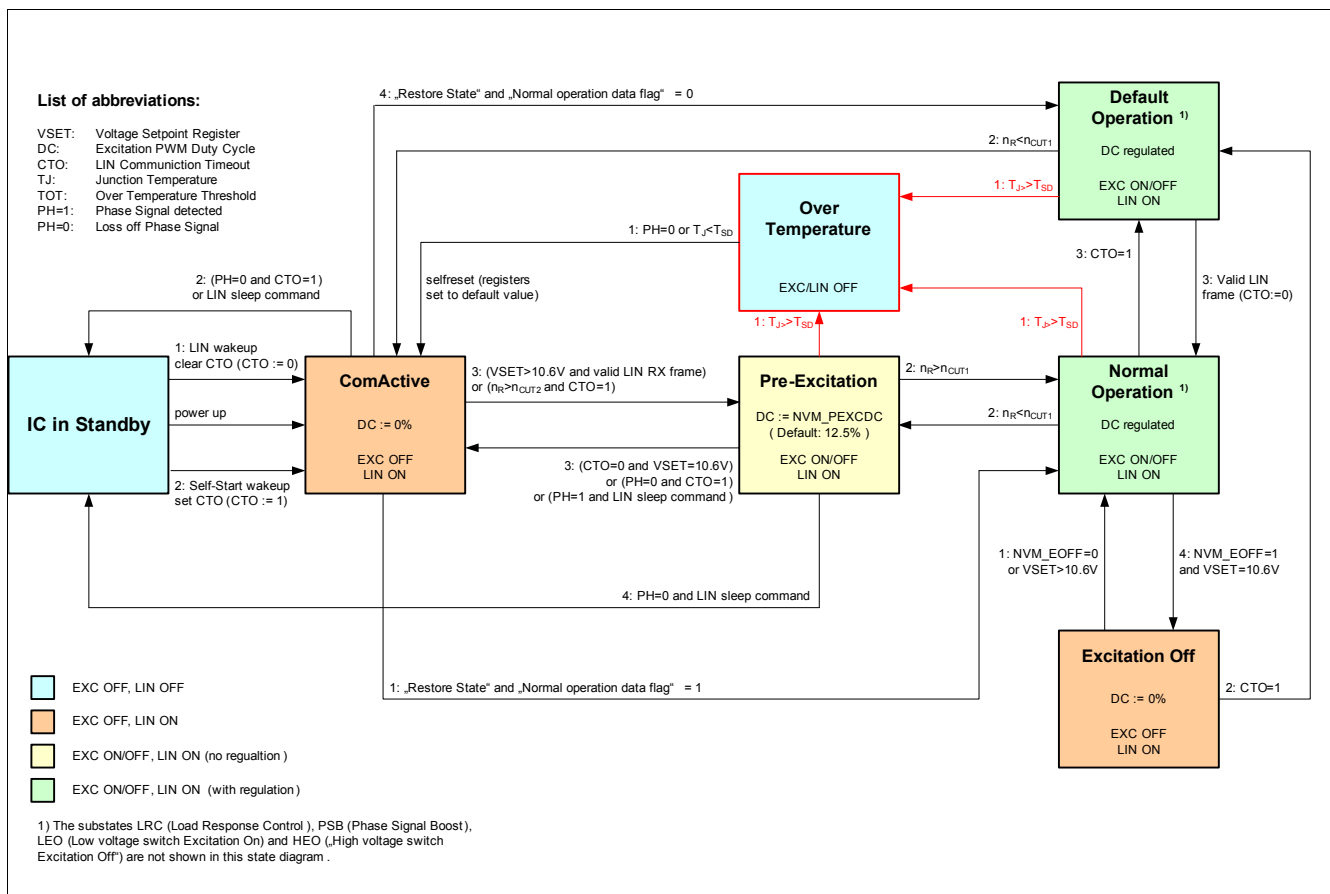 List of abbreviations:
VSET: Voltage Setpoint Register
DC: Excitation PWM Duty Cycle
CTO: LIN Communiction Timeout
TJ: Junction Temperature
TOT: Over Temperature Threshold
PH=1: Phase Signal detected
PH=0: Loss off Phase Signal
4: „Restore State“ and „Normal operation data flag“ = 0
Default
Operation 1)
DC regulated
EXC ON/OFF
LIN ON
2: nR<nCUT1
1: TJ>>TSD
Over
Temperature
EXC/LIN OFF
1: PH=0 or TJ<TSD
selfreset (registers
set to default value)
3: CTO=1
3: Valid LIN
frame (CTO:=0)
2: (PH=0 and CTO=1)
or LIN sleep command
1: TJ>>TSD
1: TJ>>TSD
IC in Standby
1: LIN wakeup
clear CTO (CTO := 0)
power up
2: Self-Start wakeup
set CTO (CTO := 1)
ComActive
DC := 0%
EXC OFF
LIN ON
3: (VSET>10.6V and valid LIN RX frame)
or (nR>nCUT2 and CTO=1)
3: (CTO=0 and VSET=10.6V)
or (PH=0 and CTO=1)
or (PH=1 and LIN sleep command )
Pre-Excitation
DC := NVM_PEXCDC
( Default: 12.5% )
EXC ON/OFF
LIN ON
2: nR>nCUT1
2: nR<nCUT1
Normal
Operation 1)
DC regulated
EXC ON/OFF
LIN ON
1: NVM_EOFF=0
or VSET>10.6V
4: NVM_EOFF=1
and VSET=10.6V
4: PH=0 and LIN sleep command
1: „Restore State“ and „Normal operation data flag“ = 1
Excitation Off
DC := 0%
EXC OFF
LIN ON
2: CTO=1
EXC OFF, LIN OFF
EXC OFF, LIN ON
EXC ON/OFF, LIN ON (no regualtion )
EXC ON/OFF, LIN ON (with regulation)
1) The substates LRC (Load Response Control ), PSB (Phase Signal Boost),
LEO (Low voltage switch Excitation On) and HEO („High voltage switch
Excitation Off“) are not shown in this state diagram .